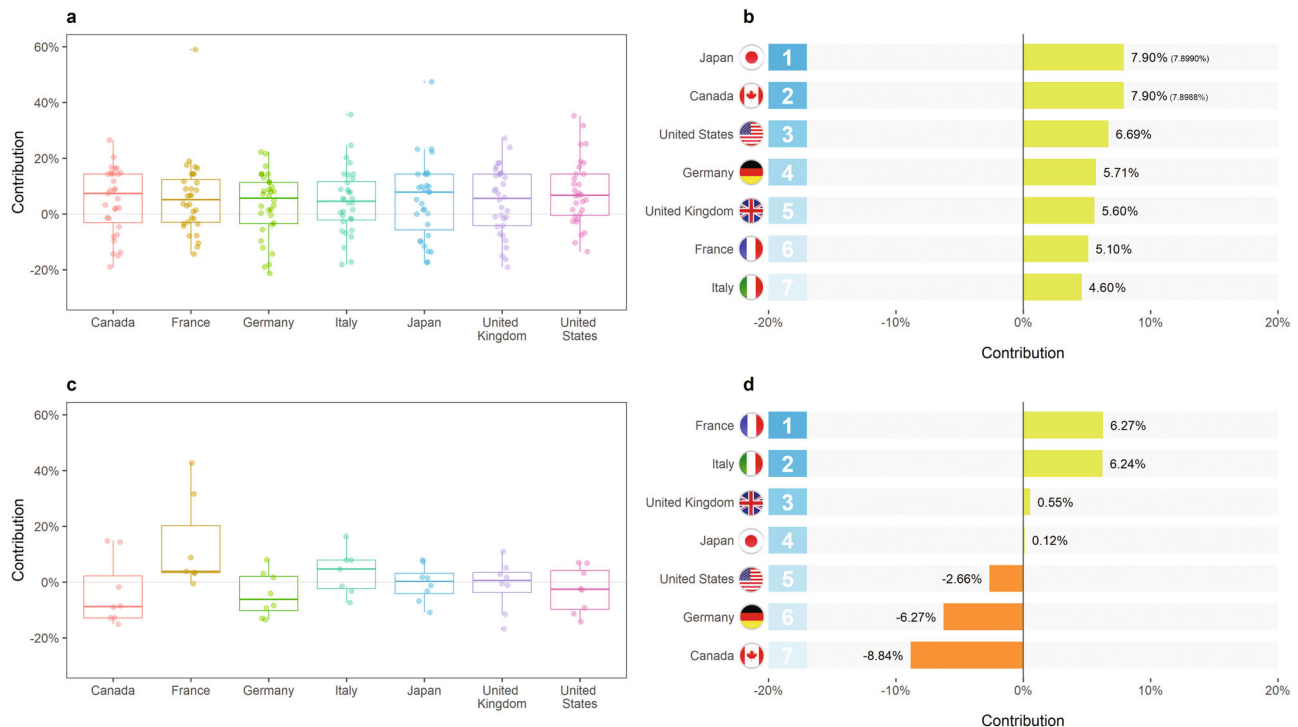 a
60%
40%
20%
0%
-20%
Contribution
Canada
France
Germany
Italy
Japan
United
Kingdom
United
States
b
Japan 1 7.90% (7.8990%)
Canada 2 7.90% (7.8988%)
United States 3 6.69%
Germany 4 5.71%
United Kingdom 5 5.60%
France 6 5.10%
Italy 7 4.60%
-20% -10% 0% 10% 20%
Contribution
c
60%
40%
20%
0%
-20%
Contribution
Canada
France
Germany
Italy
Japan
United
Kingdom
United
States
d
France 1 6.27%
Italy 2 6.24%
United Kingdom 3 0.55%
Japan 4 0.12%
United States 5 -2.66%
Germany 6 -6.27%
Canada 7 -8.84%
-20% -10% 0% 10% 20%
Contribution